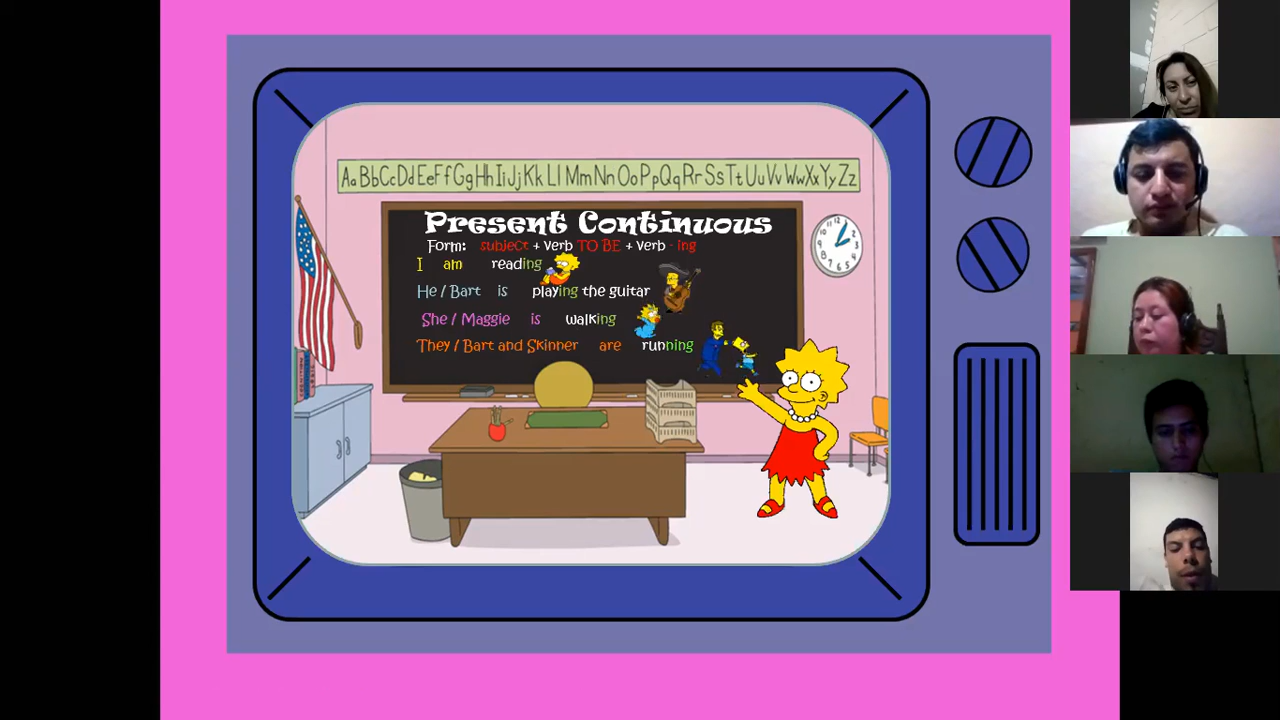 AaBbCcDdEeFfGgHhIiJjKkLlMmNnOoPpQqRrSsTtUuVvWwXxYyZz
Present Continuous
Form: subject + Verb TO BE + Verb - ing
I am reading
He / Bart is playing the guitar
She / Maggie is walking
They / Bart and Skinner are running